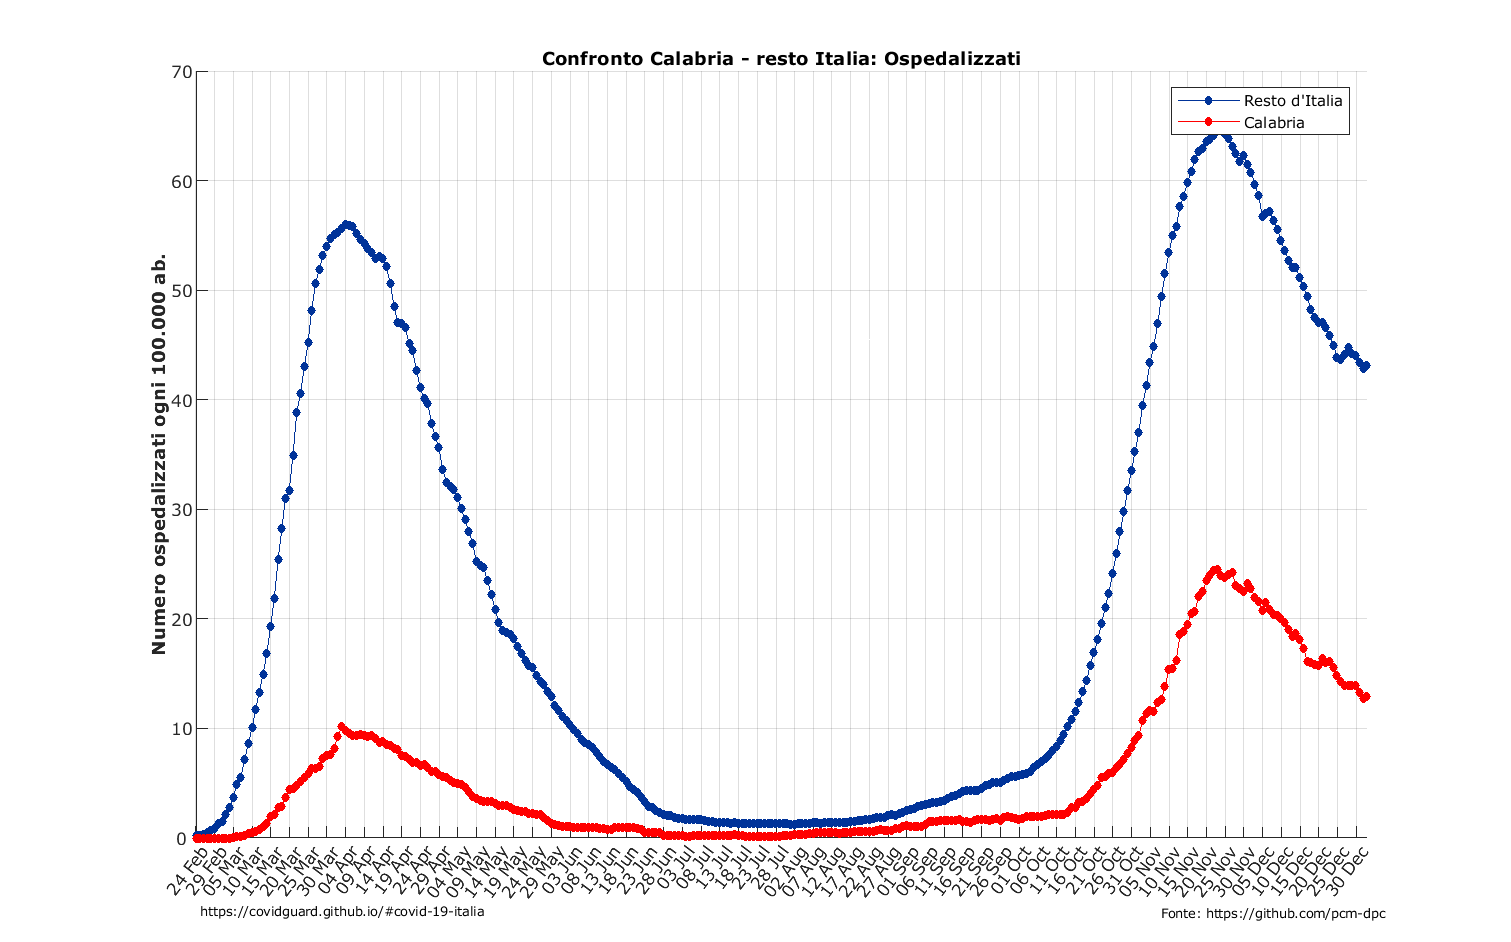 Confronto Calabria - resto Italia: Ospedalizzati
Numero ospedalizzati ogni 100.000 ab.
70
60
50
40
30
20
10
0
Resto d'Italia
Calabria
24 Feb
29 Feb
05 Mar
10 Mar
15 Mar
20 Mar
25 Mar
30 Mar
04 Apr
09 Apr
14 Apr
19 Apr
24 Apr
29 Apr
04 May
09 May
14 May
19 May
24 May
29 May
03 Jun
08 Jun
13 Jun
18 Jun
23 Jun
28 Jun
03 Jul
08 Jul
13 Jul
18 Jul
23 Jul
28 Jul
02 Aug
07 Aug
12 Aug
17 Aug
22 Aug
27 Aug
01 Sep
06 Sep
11 Sep
16 Sep
21 Sep
26 Sep
01 Oct
06 Oct
11 Oct
16 Oct
21 Oct
26 Oct
31 Oct
05 Nov
10 Nov
15 Nov
20 Nov
25 Nov
30 Nov
05 Dec
10 Dec
15 Dec
20 Dec
25 Dec
30 Dec
https://covidguard.github.io/#covid-19-italia
Fonte: https://github.com/pcm-dpc